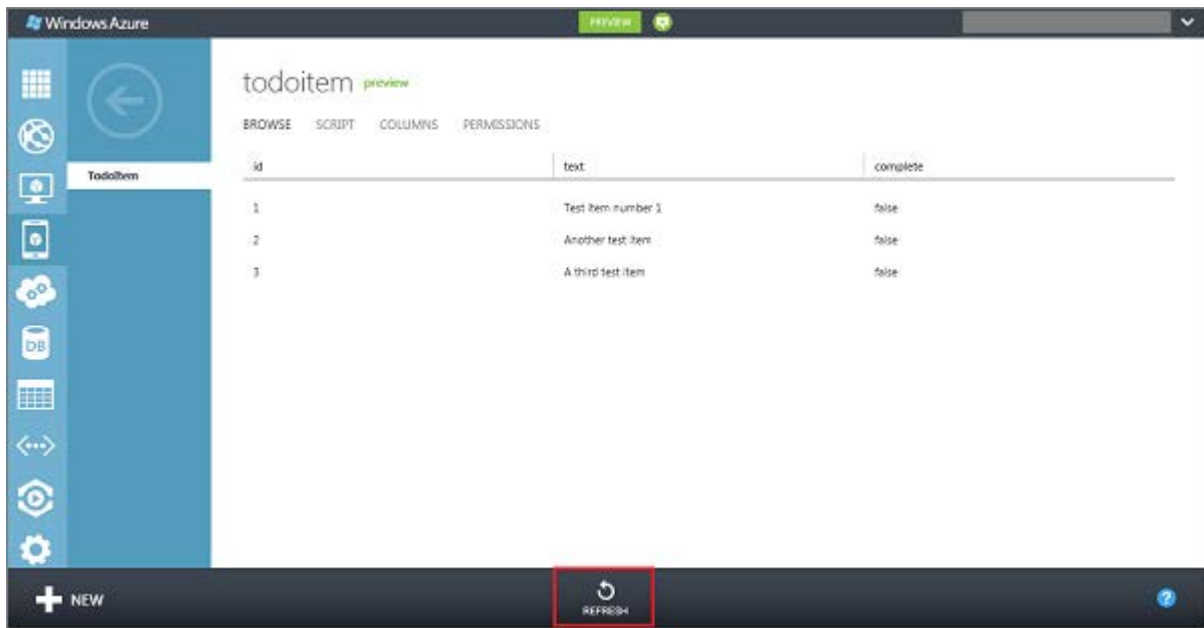 Windows Azure PREVIEW
todoitem preview
BROWSE SCRIPT COLUMNS PERMISSIONS
TodoItem
id text complete
1 Test item number 1 false
2 Another test item false
3 A third test item false
DB
NEW REFRESH ?